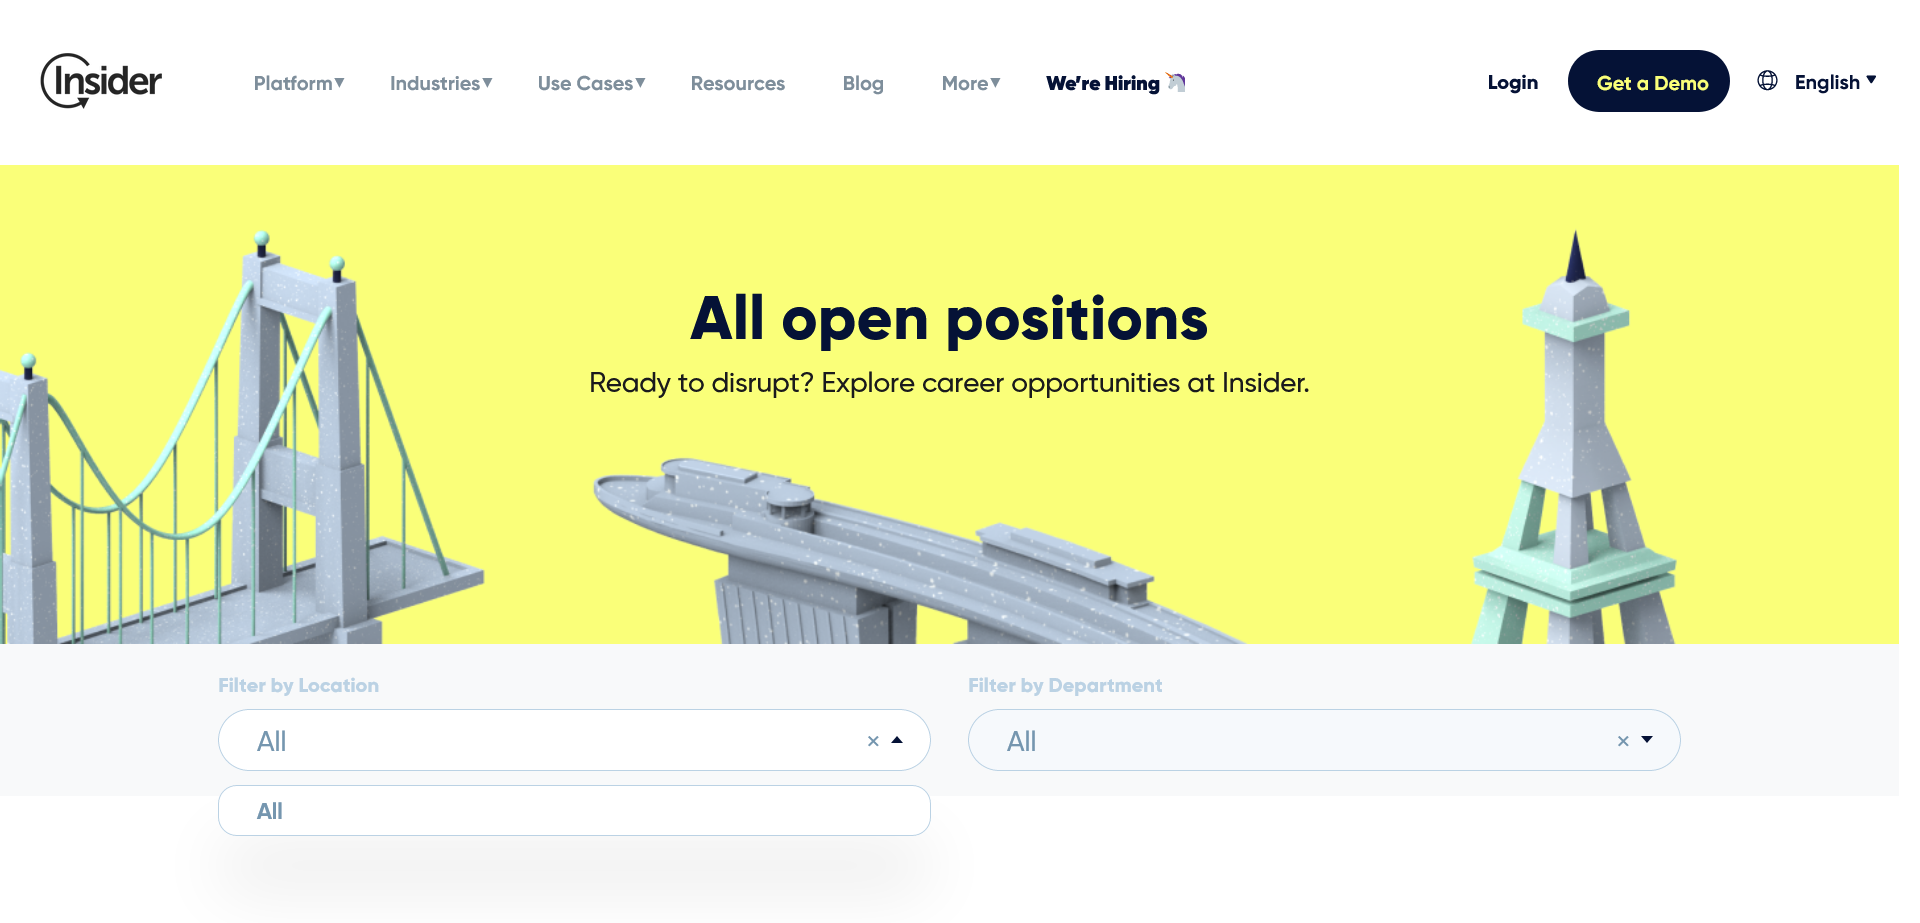 Insider
Platform
Industries
Use Cases
Resources
Blog
More
We're Hiring 🦄
Login
Get a Demo
English
All open positions
Ready to disrupt? Explore career opportunities at Insider.
Filter by Location
Filter by Department
All ×
All ×
All